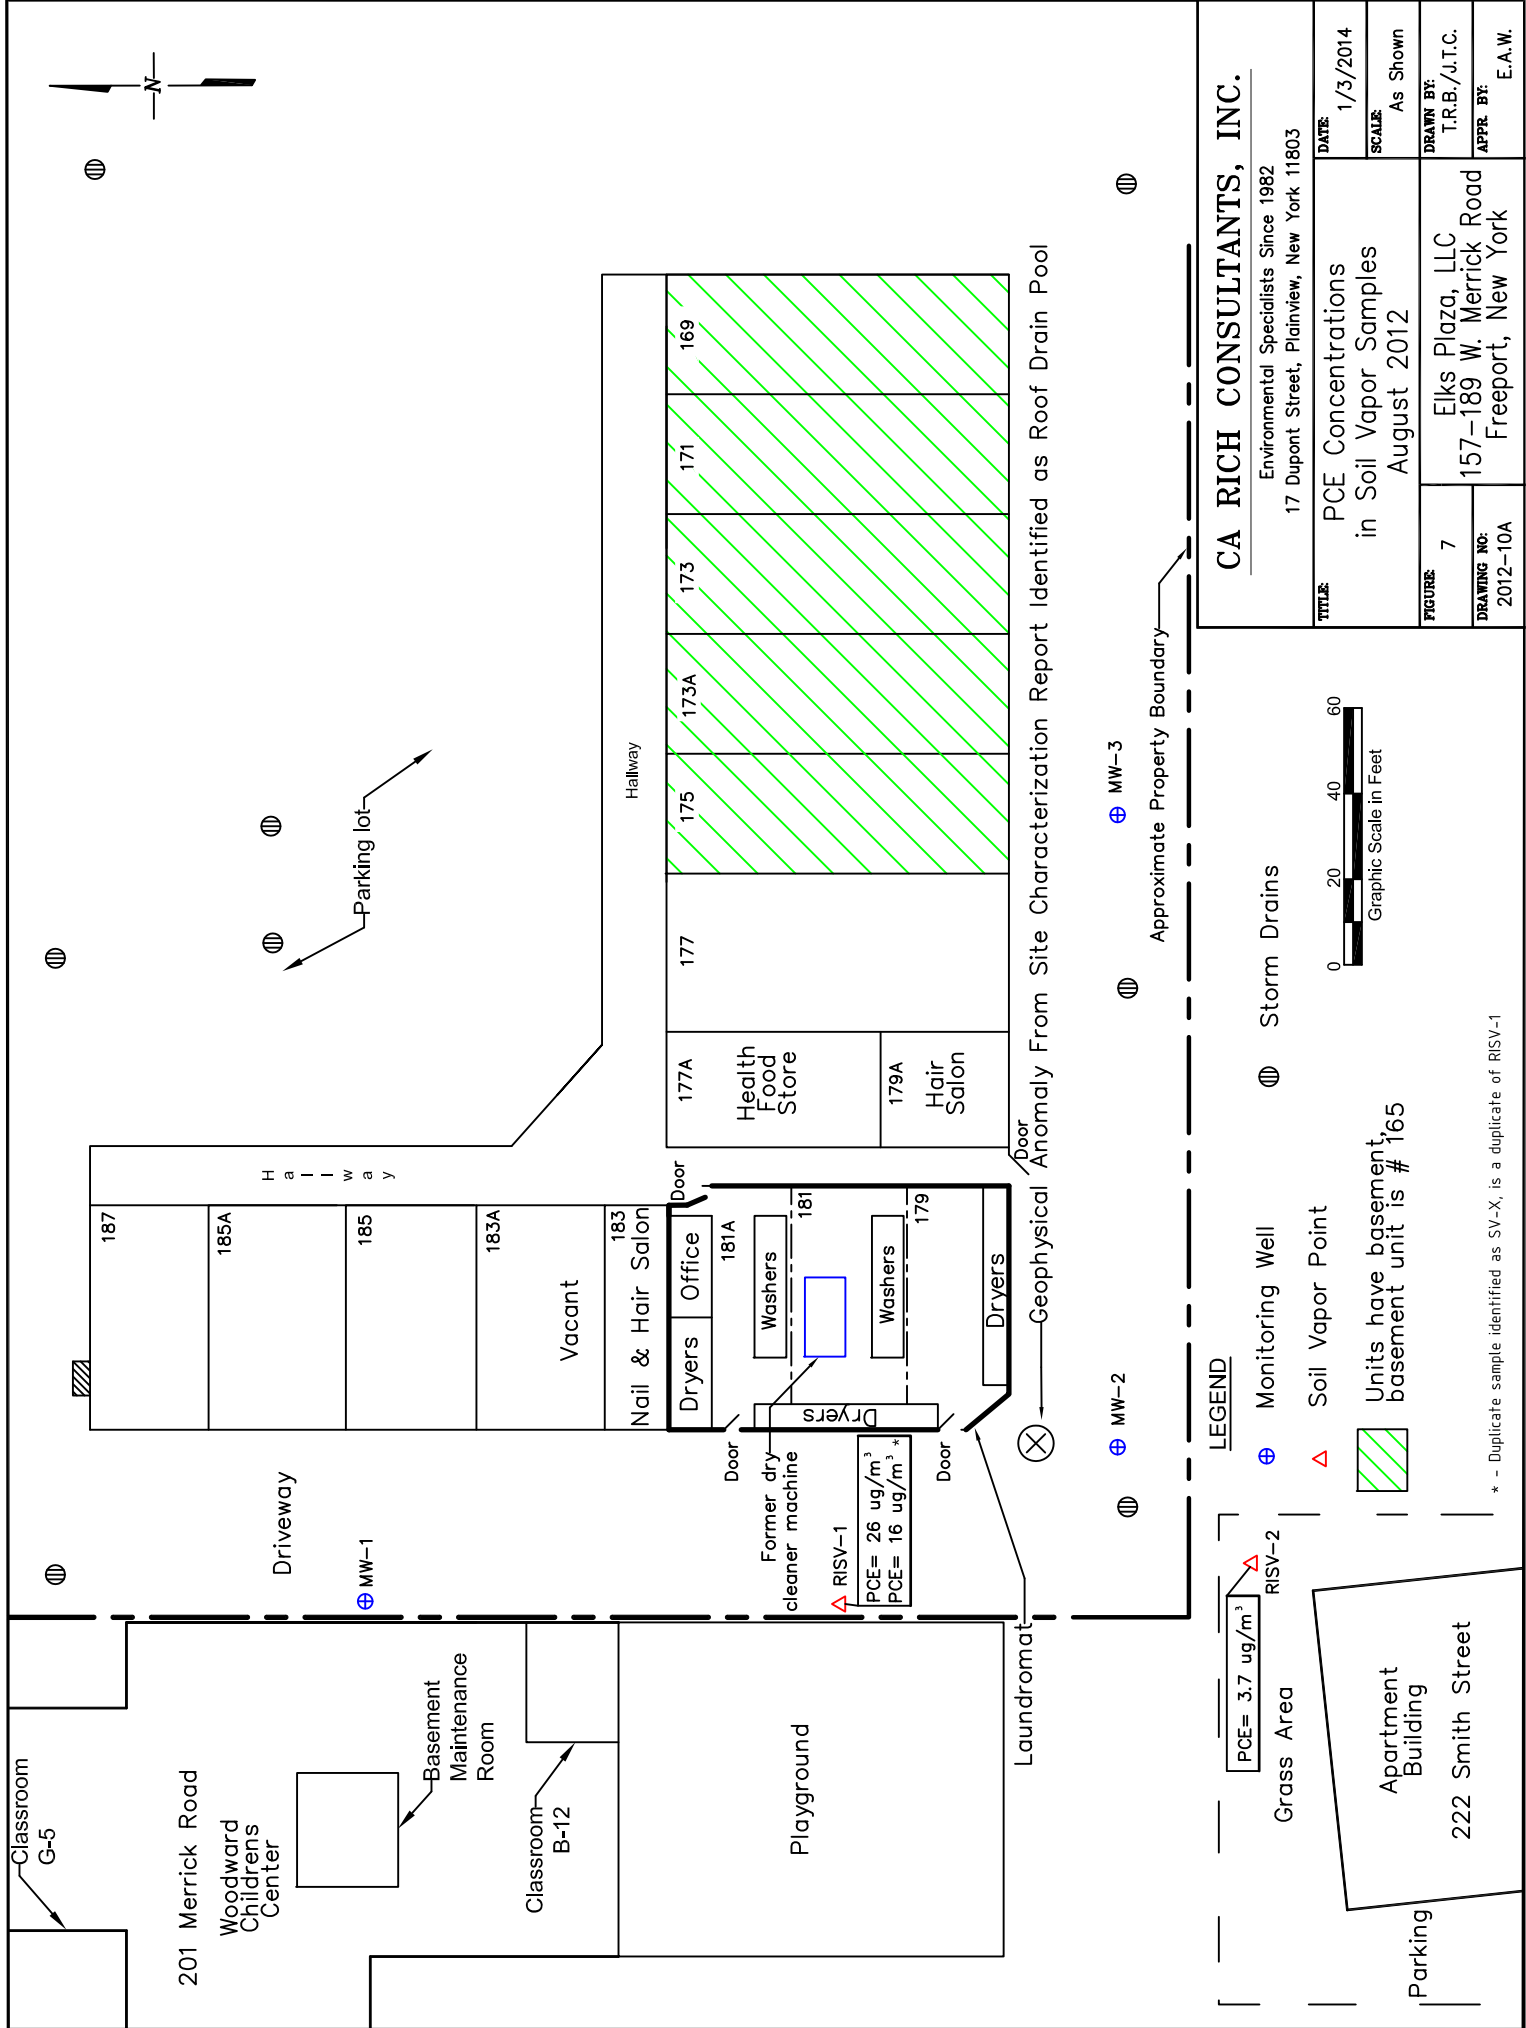 Classroom
G-5
201 Merrick Road
Woodward
Childrens
Center
Basement
Maintenance
Room
Classroom
B-12
Playground
Driveway
MW-1
187
185A
185
183A
Vacant
183
Nail & Hair Salon
Hallway
Parking lot
N
Hallway
Door
Dryers
Office
181A
Washers
181
Washers
179
Dryers
Dryers
Door
Former dry
cleaner machine
RISV-1
PCE= 26 ug/m³
PCE= 16 ug/m³ *
Door
Laundromat
177A
Health
Food
Store
179A
Hair
Salon
Door
177
175
173A
173
171
169
Geophysical Anomaly From Site Characterization Report Identified as Roof Drain Pool
MW-2
MW-3
Approximate Property Boundary
PCE= 3.7 ug/m³
RISV-2
Grass Area
Apartment
Building
222 Smith Street
Parking
LEGEND
Monitoring Well
Storm Drains
Soil Vapor Point
Units have basement,
basement unit is # 165
0 20 40 60
Graphic Scale in Feet
* - Duplicate sample identified as SV-X, is a duplicate of RISV-1
CA RICH CONSULTANTS, INC.
Environmental Specialists Since 1982
17 Dupont Street, Plainview, New York 11803
TITLE:
PCE Concentrations
in Soil Vapor Samples
August 2012
DATE:
1/3/2014
SCALE:
As Shown
FIGURE:
7
DRAWING NO:
2012-10A
Elks Plaza, LLC
157-189 W. Merrick Road
Freeport, New York
DRAWN BY:
T.R.B./J.T.C.
APPR. BY:
E.A.W.